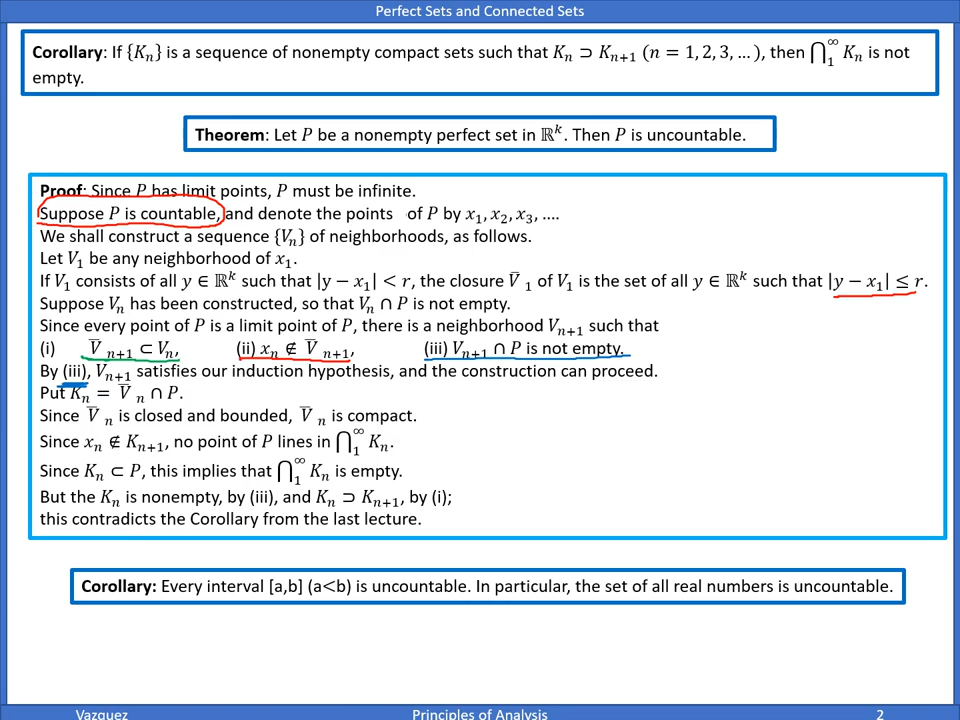 Perfect Sets and Connected Sets
Corollary: If {Kₙ} is a sequence of nonempty compact sets such that Kₙ ⊃ Kₙ₊₁ (n = 1, 2, 3, …), then ⋂₁^∞ Kₙ is not
empty.
Theorem: Let P be a nonempty perfect set in ℝᵏ. Then P is uncountable.
Proof: Since P has limit points, P must be infinite.
Suppose P is countable, and denote the points of P by x₁, x₂, x₃, ….
We shall construct a sequence {Vₙ} of neighborhoods, as follows.
Let V₁ be any neighborhood of x₁.
If V₁ consists of all y ∈ ℝᵏ such that |y − x₁| < r, the closure V̄ ₁ of V₁ is the set of all y ∈ ℝᵏ such that |y − x₁| ≤ r.
Suppose Vₙ has been constructed, so that Vₙ ∩ P is not empty.
Since every point of P is a limit point of P, there is a neighborhood Vₙ₊₁ such that
(i) V̄ ₙ₊₁ ⊂ Vₙ, (ii) xₙ ∉ V̄ ₙ₊₁, (iii) Vₙ₊₁ ∩ P is not empty.
By (iii), Vₙ₊₁ satisfies our induction hypothesis, and the construction can proceed.
Put Kₙ = V̄ ₙ ∩ P.
Since V̄ ₙ is closed and bounded, V̄ ₙ is compact.
Since xₙ ∉ Kₙ₊₁, no point of P lines in ⋂₁^∞ Kₙ.
Since Kₙ ⊂ P, this implies that ⋂₁^∞ Kₙ is empty.
But the Kₙ is nonempty, by (iii), and Kₙ ⊃ Kₙ₊₁, by (i);
this contradicts the Corollary from the last lecture.
Corollary: Every interval [a,b] (a<b) is uncountable. In particular, the set of all real numbers is uncountable.
Vazquez Principles of Analysis 2